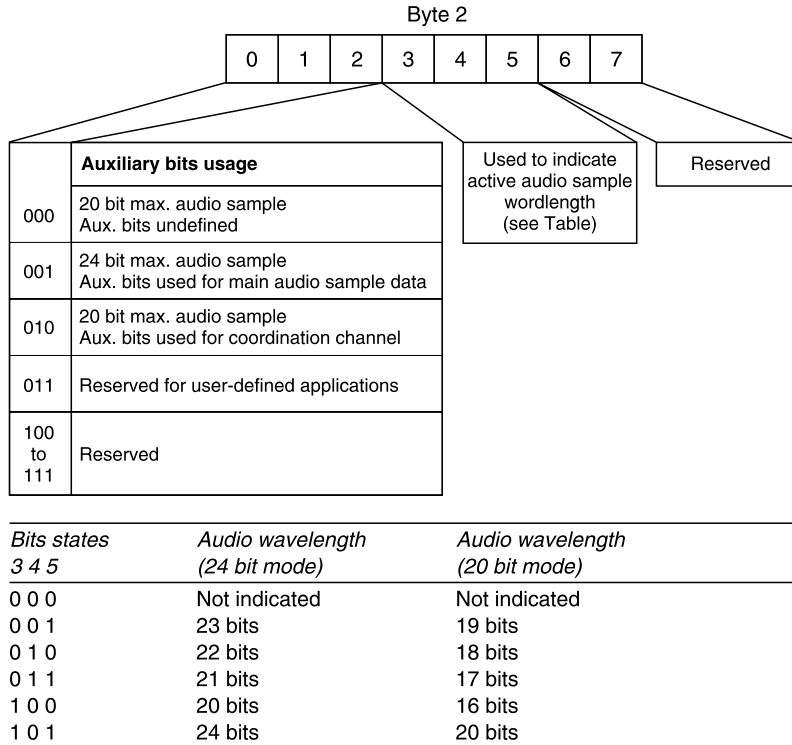 Byte 2
0 1 2 3 4 5 6 7
Auxiliary bits usage
000
20 bit max. audio sample
Aux. bits undefined
001
24 bit max. audio sample
Aux. bits used for main audio sample data
010
20 bit max. audio sample
Aux. bits used for coordination channel
011
Reserved for user-defined applications
100
to
111
Reserved
Used to indicate
active audio sample
wordlength
(see Table)
Reserved
Bits states Audio wavelength Audio wavelength
3 4 5 (24 bit mode) (20 bit mode)
0 0 0 Not indicated Not indicated
0 0 1 23 bits 19 bits
0 1 0 22 bits 18 bits
0 1 1 21 bits 17 bits
1 0 0 20 bits 16 bits
1 0 1 24 bits 20 bits